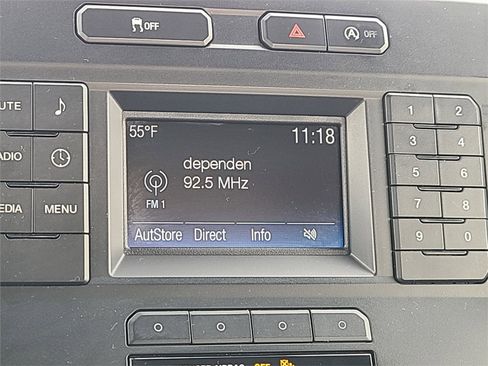 OFF
OFF
55°F 11:18
dependen
92.5 MHz
FM 1
AutStore Direct Info
MENU
1 2
3 4
5 6
7 8
9 0
OFF